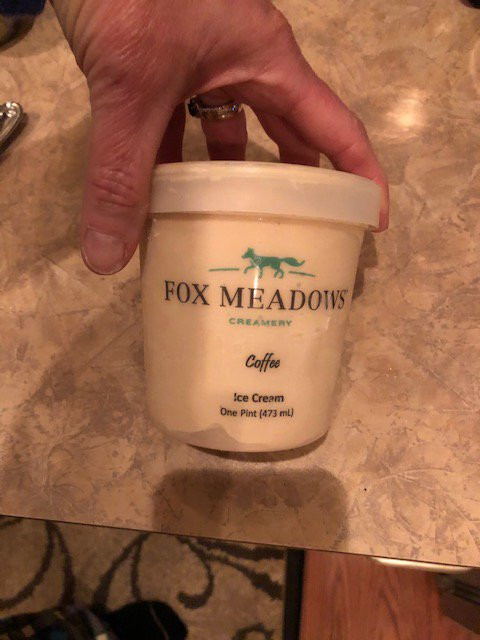 FOX MEADOWS
CREAMERY
Coffee
Ice Cream
One Pint (473 mL)